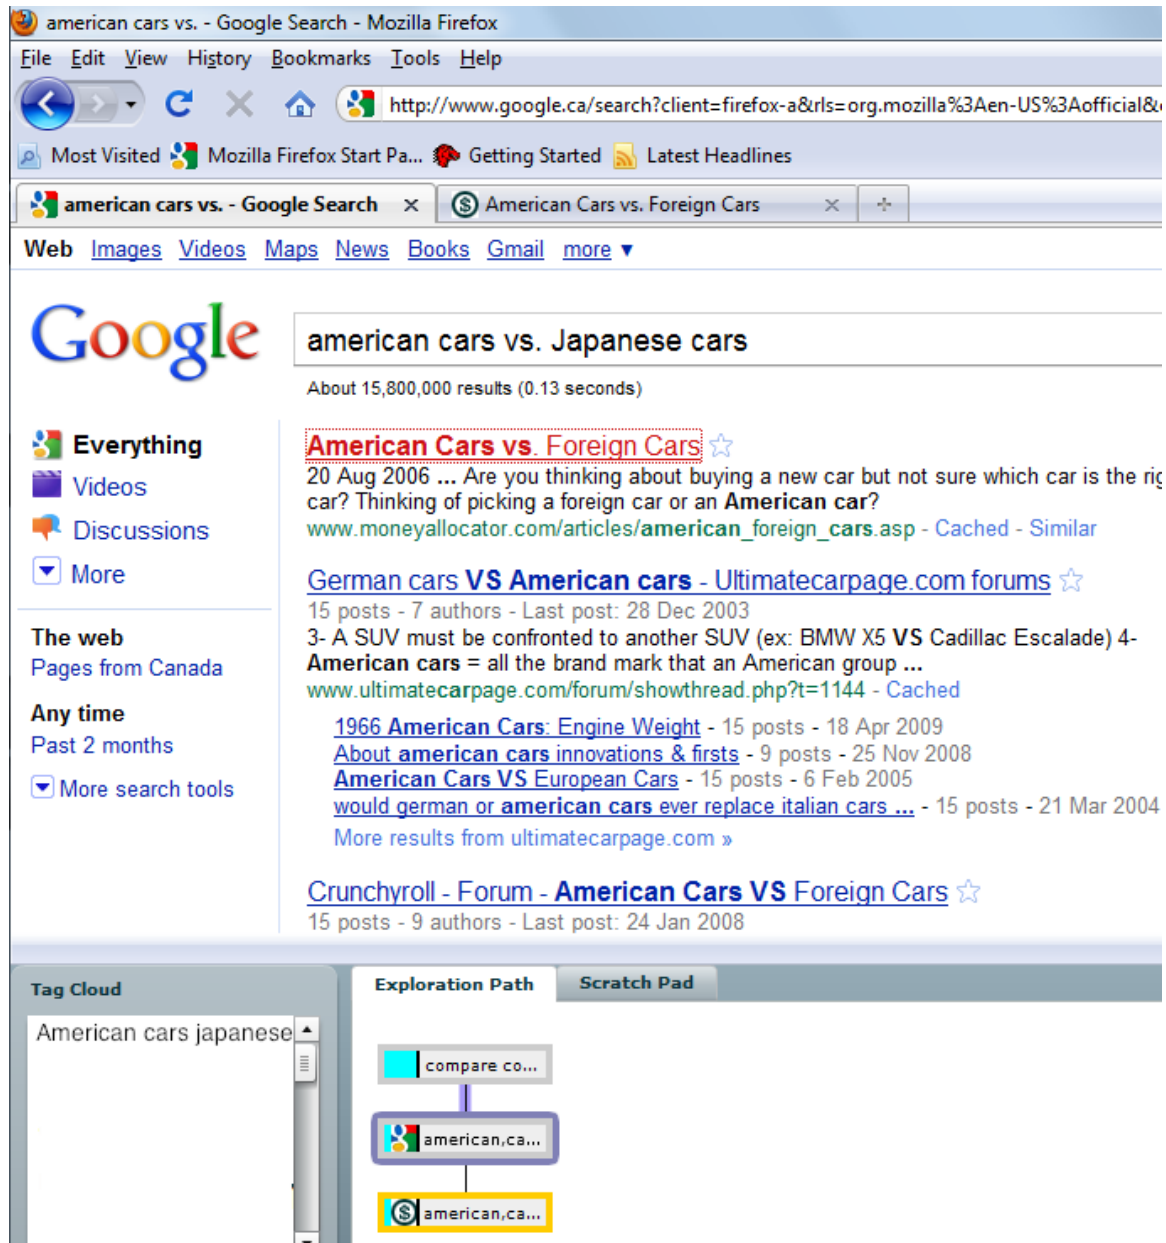 american cars vs. - Google Search - Mozilla Firefox
File Edit View History Bookmarks Tools Help
http://www.google.ca/search?client=firefox-a&rls=org.mozilla%3Aen-US%3Aofficial&
Most Visited Mozilla Firefox Start Pa... Getting Started Latest Headlines
american cars vs. - Google Search American Cars vs. Foreign Cars
Web Images Videos Maps News Books Gmail more
Google
american cars vs. Japanese cars
About 15,800,000 results (0.13 seconds)
Everything
Videos
Discussions
More
The web
Pages from Canada
Any time
Past 2 months
More search tools
American Cars vs. Foreign Cars
20 Aug 2006 ... Are you thinking about buying a new car but not sure which car is the
car? Thinking of picking a foreign car or an American car?
www.moneyallocator.com/articles/american_foreign_cars.asp - Cached - Similar
German cars VS American cars - Ultimatecarpage.com forums
15 posts - 7 authors - Last post: 28 Dec 2003
3- A SUV must be confronted to another SUV (ex: BMW X5 VS Cadillac Escalade) 4-
American cars = all the brand mark that an American group ...
www.ultimatecarpage.com/forum/showthread.php?t=1144 - Cached
1966 American Cars: Engine Weight - 15 posts - 18 Apr 2009
About american cars innovations & firsts - 9 posts - 25 Nov 2008
American Cars VS European Cars - 15 posts - 6 Feb 2005
would german or american cars ever replace italian cars ... - 15 posts - 21 Mar 2004
More results from ultimatecarpage.com »
Crunchyroll - Forum - American Cars VS Foreign Cars
15 posts - 9 authors - Last post: 24 Jan 2008
Tag Cloud
American cars japanese
Exploration Path Scratch Pad
compare co...
american,ca...
american,ca...